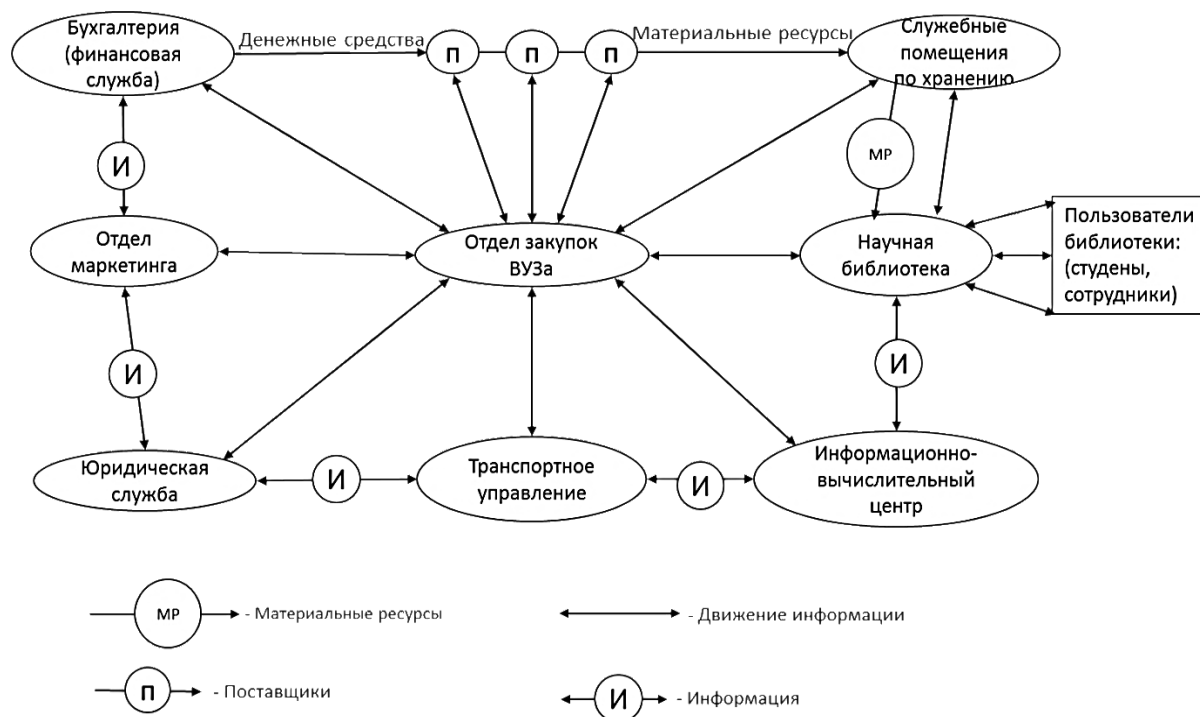 Бухгалтерия
(финансовая
служба)
Денежные средства
П
П
П
Материальные ресурсы
Служебные
помещения
по хранению
И
МР
Отдел
маркетинга
Отдел закупок
ВУЗа
Научная
библиотека
Пользователи
библиотеки:
(студены,
сотрудники)
И
И
Юридическая
служба
И
Транспортное
управление
И
Информационно-
вычислительный
центр
МР
- Материальные ресурсы
- Движение информации
П
- Поставщики
И
- Информация